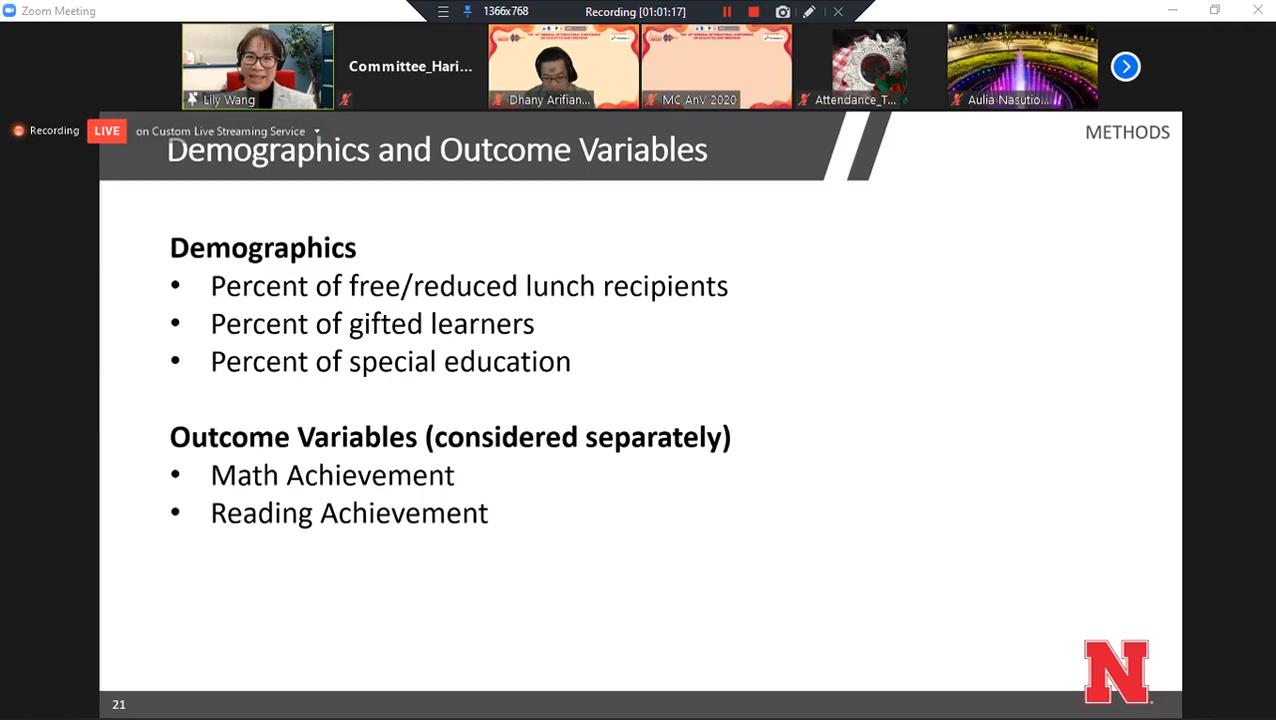 Zoom Meeting
1366x768
Recording [01:01:17]
Lily Wang
Committee_Hari...
Dhany Arifian...
MC AnV 2020
Attendance_T...
Aulia Nasutio...
Recording
LIVE
on Custom Live Streaming Service
METHODS
Demographics and Outcome Variables
Demographics
• Percent of free/reduced lunch recipients
• Percent of gifted learners
• Percent of special education
Outcome Variables (considered separately)
• Math Achievement
• Reading Achievement
N
21